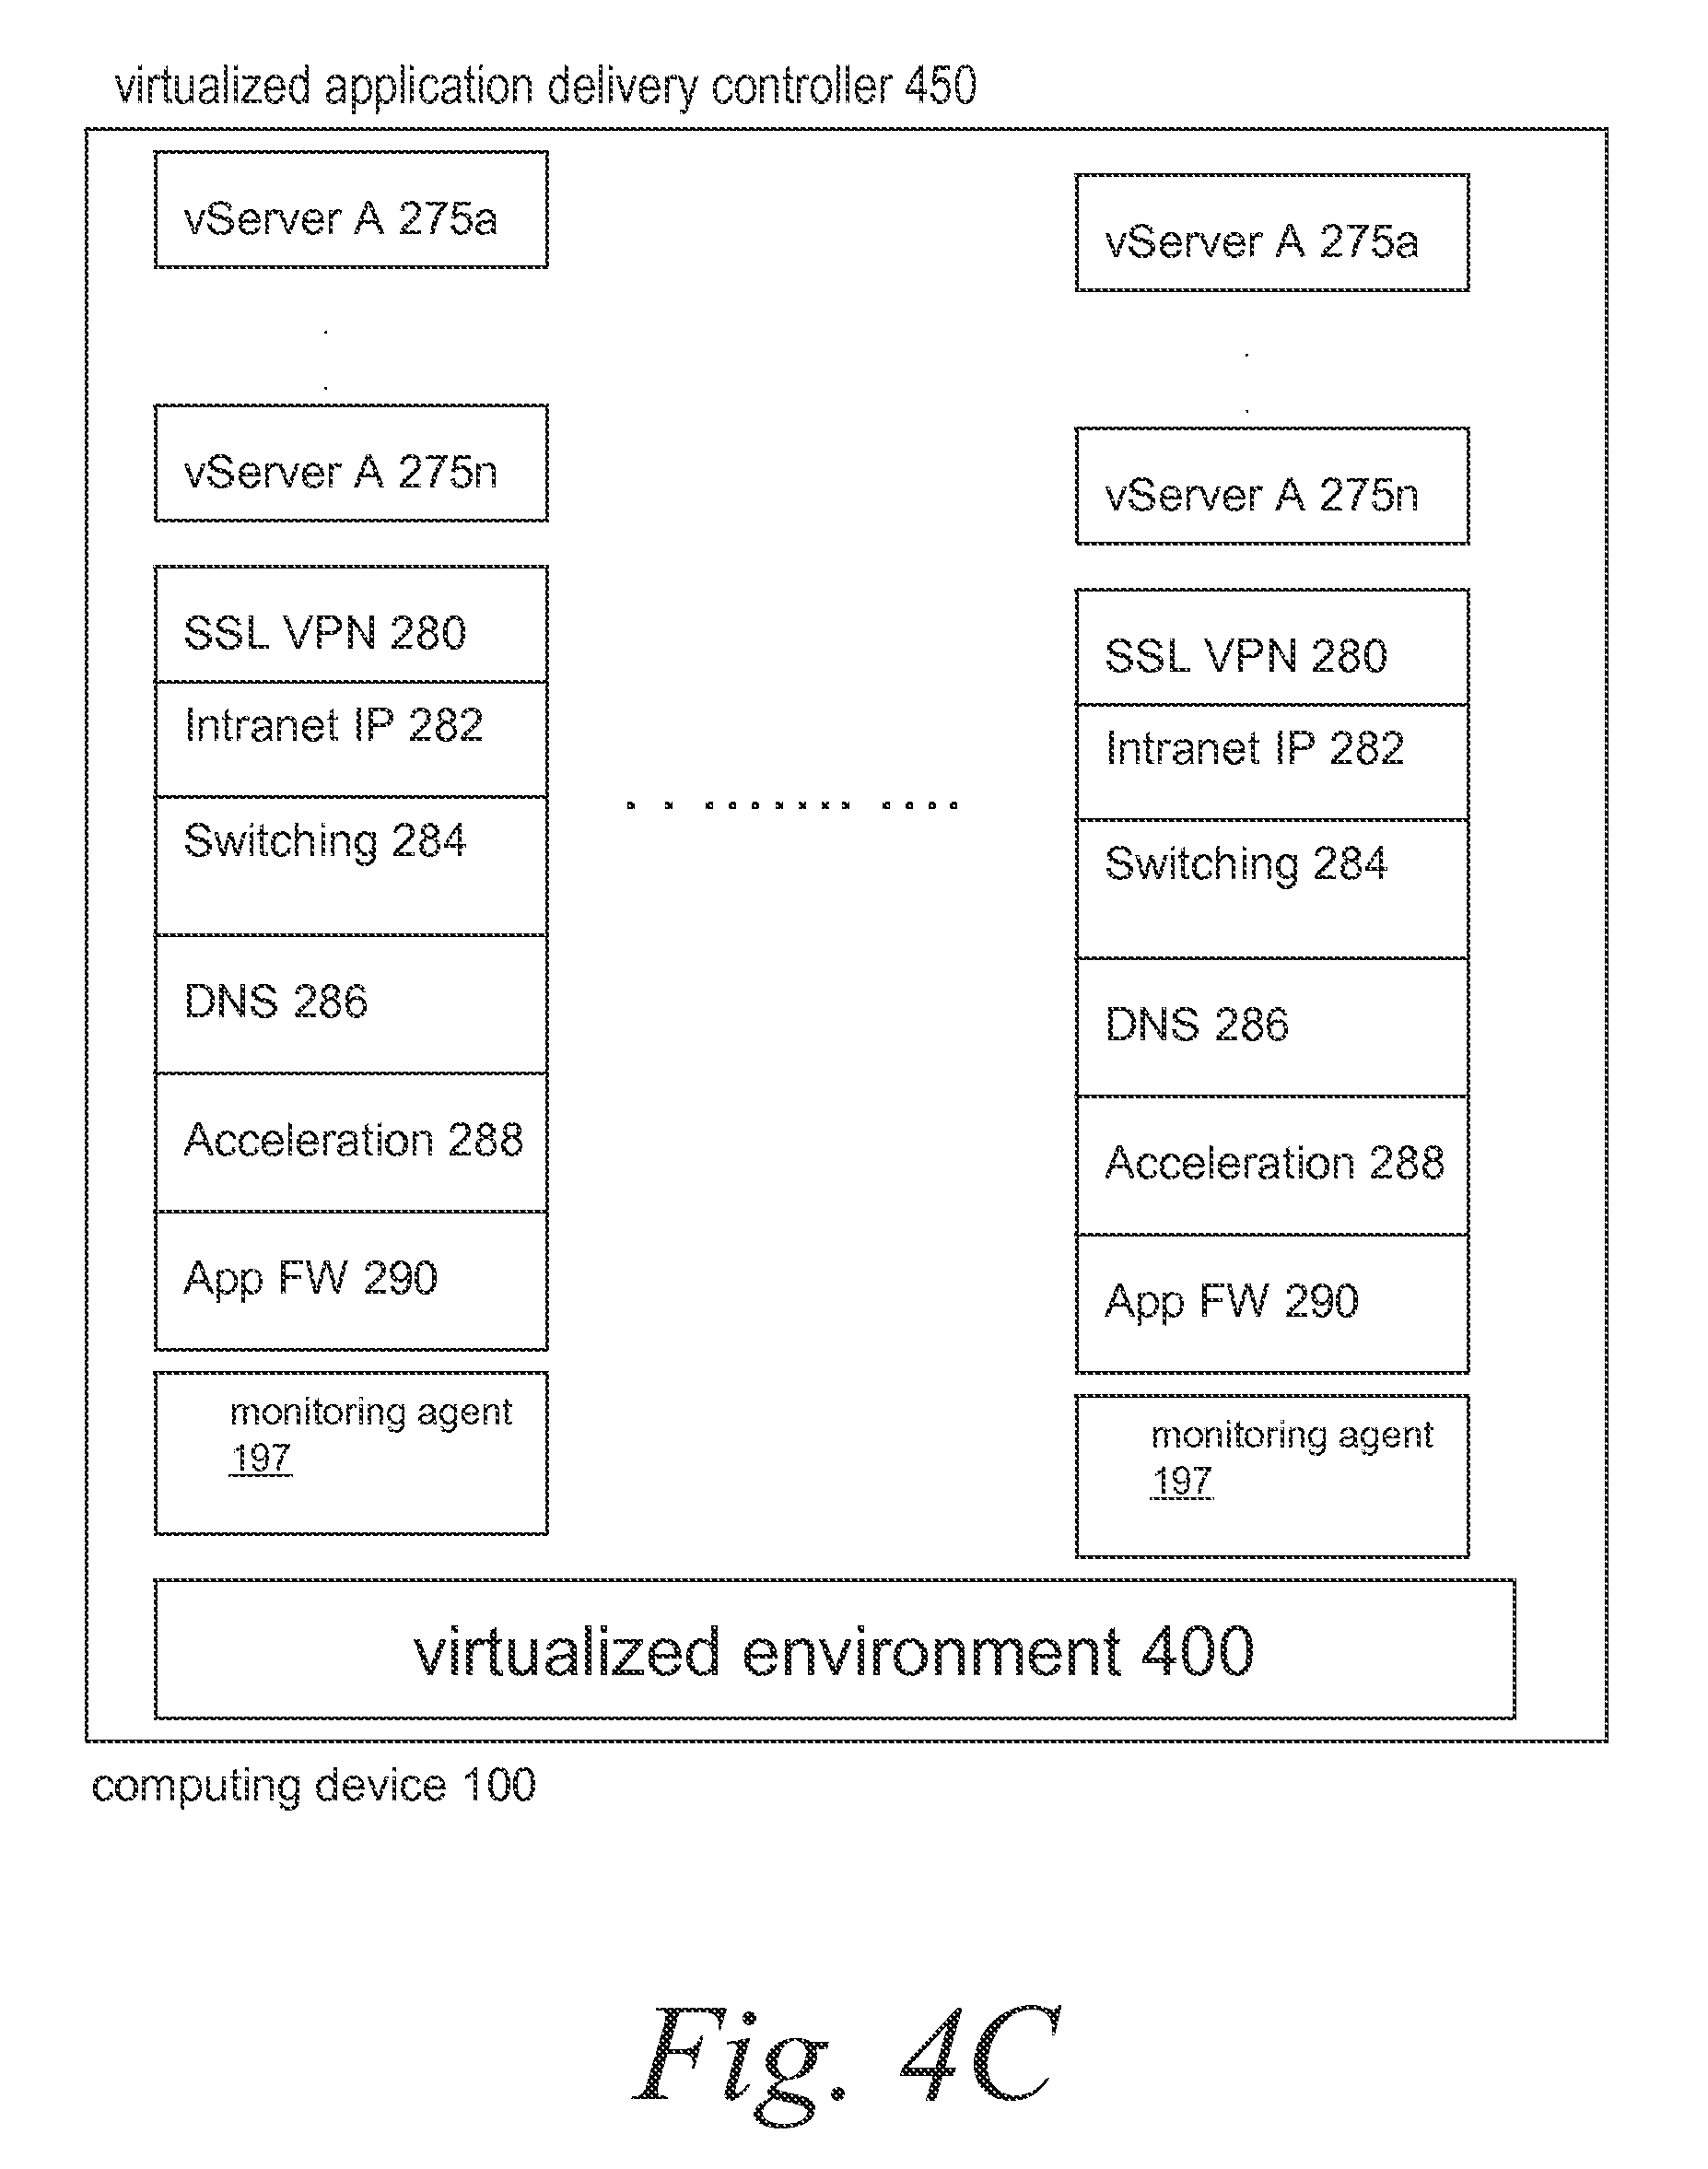 virtualized application delivery controller 450
vServer A 275a
vServer A 275n
SSL VPN 280
Intranet IP 282
Switching 284
DNS 286
Acceleration 288
App FW 290
monitoring agent
197
vServer A 275a
vServer A 275n
SSL VPN 280
Intranet IP 282
Switching 284
DNS 286
Acceleration 288
App FW 290
monitoring agent
197
virtualized environment 400
computing device 100
Fig. 4C